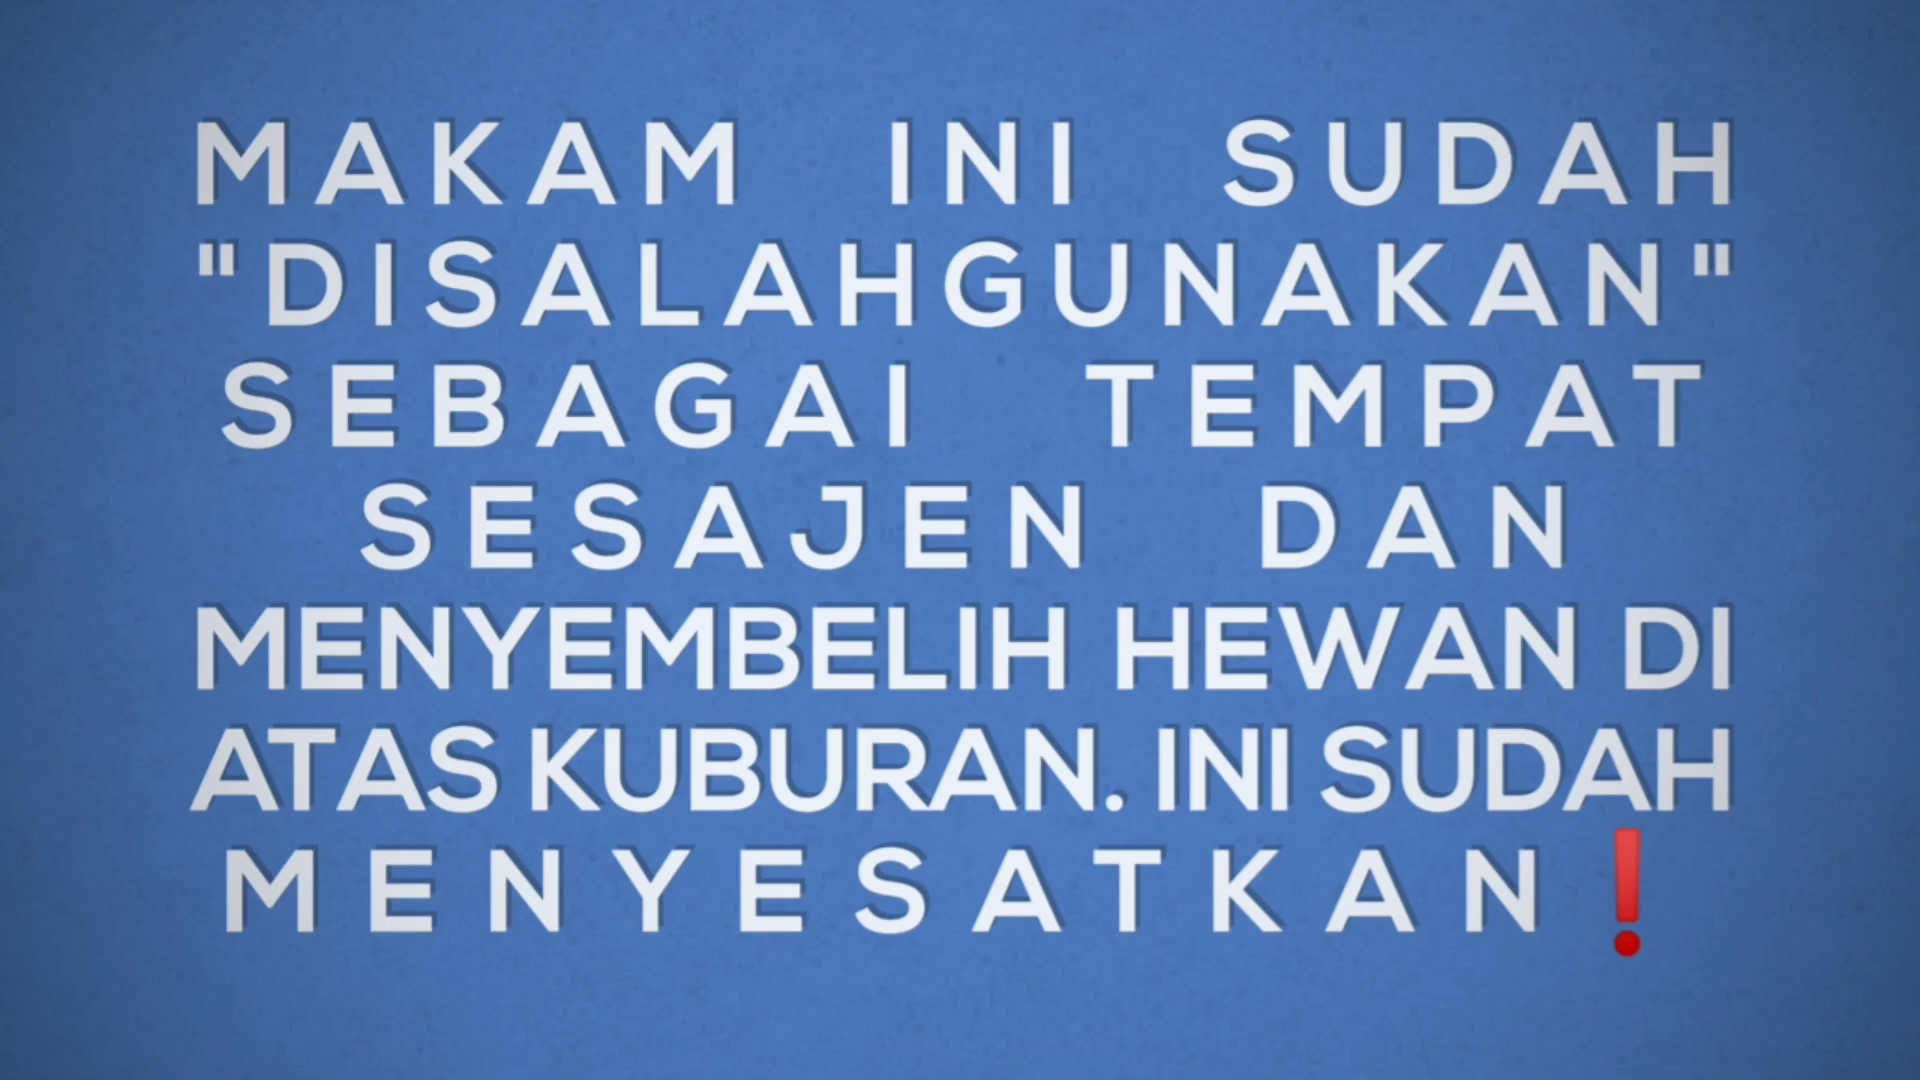 MAKAM INI SUDAH
"DISALAHGUNAKAN"
SEBAGAI TEMPAT
SESAJEN DAN
MENYEMBELIH HEWAN DI
ATAS KUBURAN. INI SUDAH
MENYESATKAN❗